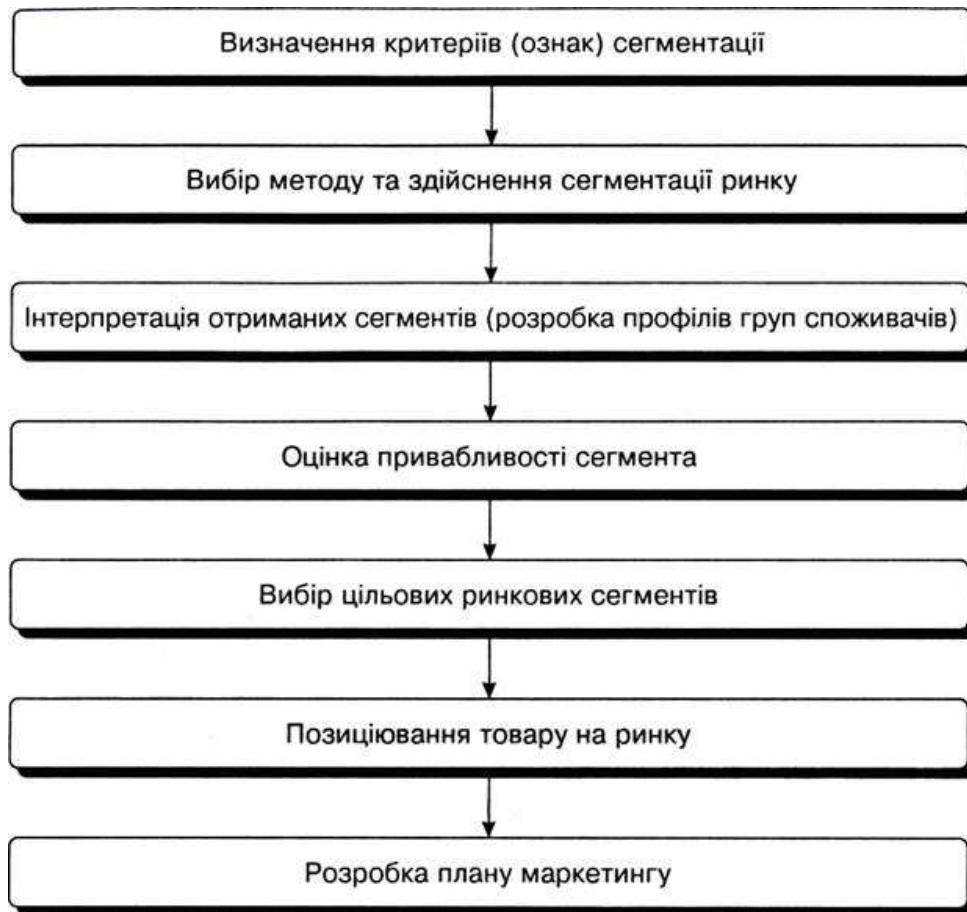 Визначення критеріїв (ознак) сегментації
Вибір методу та здійснення сегментації ринку
Інтерпретація отриманих сегментів (розробка профілів груп споживачів)
Оцінка привабливості сегмента
Вибір цільових ринкових сегментів
Позиціювання товару на ринку
Розробка плану маркетингу